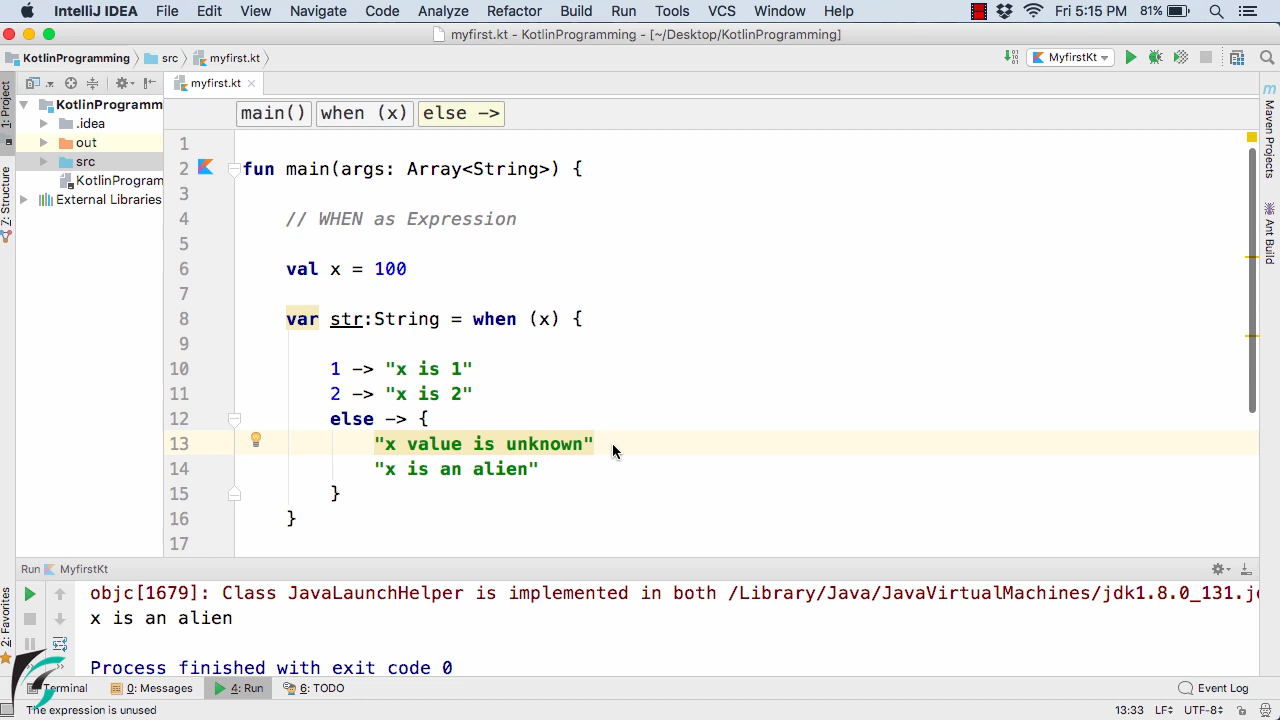 IntelliJ IDEA File Edit View Navigate Code Analyze Refactor Build Run Tools VCS Window Help Fri 5:15 PM 81%
myfirst.kt - KotlinProgramming - [~/Desktop/KotlinProgramming]
KotlinProgramming src myfirst.kt MyfirstKt
1: Project
myfirst.kt
KotlinProgramm
.idea
out
src
KotlinProgram
External Libraries
Z: Structure
main() when (x) else ->
1
2 fun main(args: Array<String>) {
3
4 // WHEN as Expression
5
6 val x = 100
7
8 var str:String = when (x) {
9
10 1 -> "x is 1"
11 2 -> "x is 2"
12 else -> {
13 "x value is unknown"
14 "x is an alien"
15 }
16 }
17
m Maven Projects
Ant Build
Run MyfirstKt
2: Favorites
objc[1679]: Class JavaLaunchHelper is implemented in both /Library/Java/JavaVirtualMachines/jdk1.8.0_131.j
x is an alien
Process finished with exit code 0
Terminal 0: Messages 4: Run 6: TODO Event Log
The expression is unused 13:33 LF UTF-8